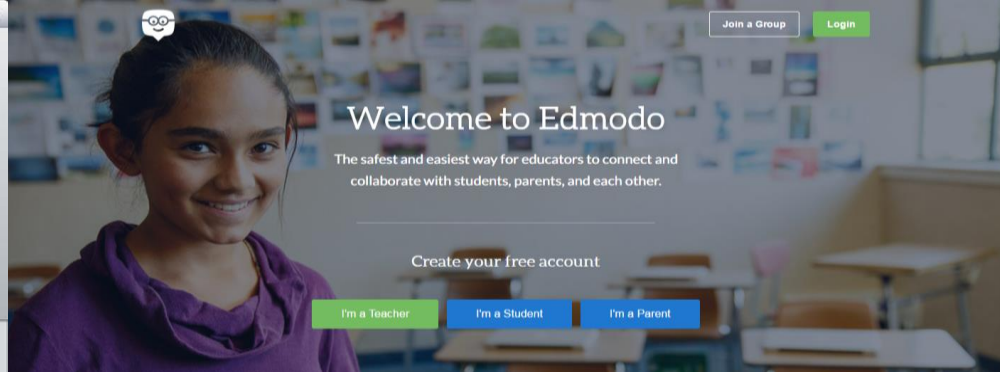 Join a Group
Login
Welcome to Edmodo
The safest and easiest way for educators to connect and
collaborate with students, parents, and each other.
Create your free account
I'm a Teacher
I'm a Student
I'm a Parent